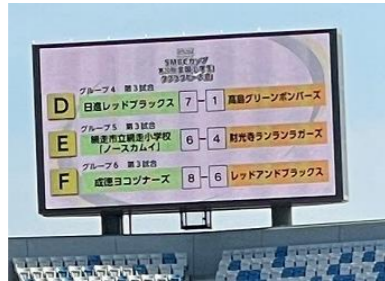 SMBCカップ
グループ4 第3試合
D 日進レッドブラックス 7-1 高島グリーンボンバーズ
グループ5 第3試合
E 網走市立網走小学校 6-4 財光寺ランランラガーズ
「ノースカムイ」
グループ6 第3試合
F 成徳ヨコヅナーズ 8-6 レッドアンドブラックス